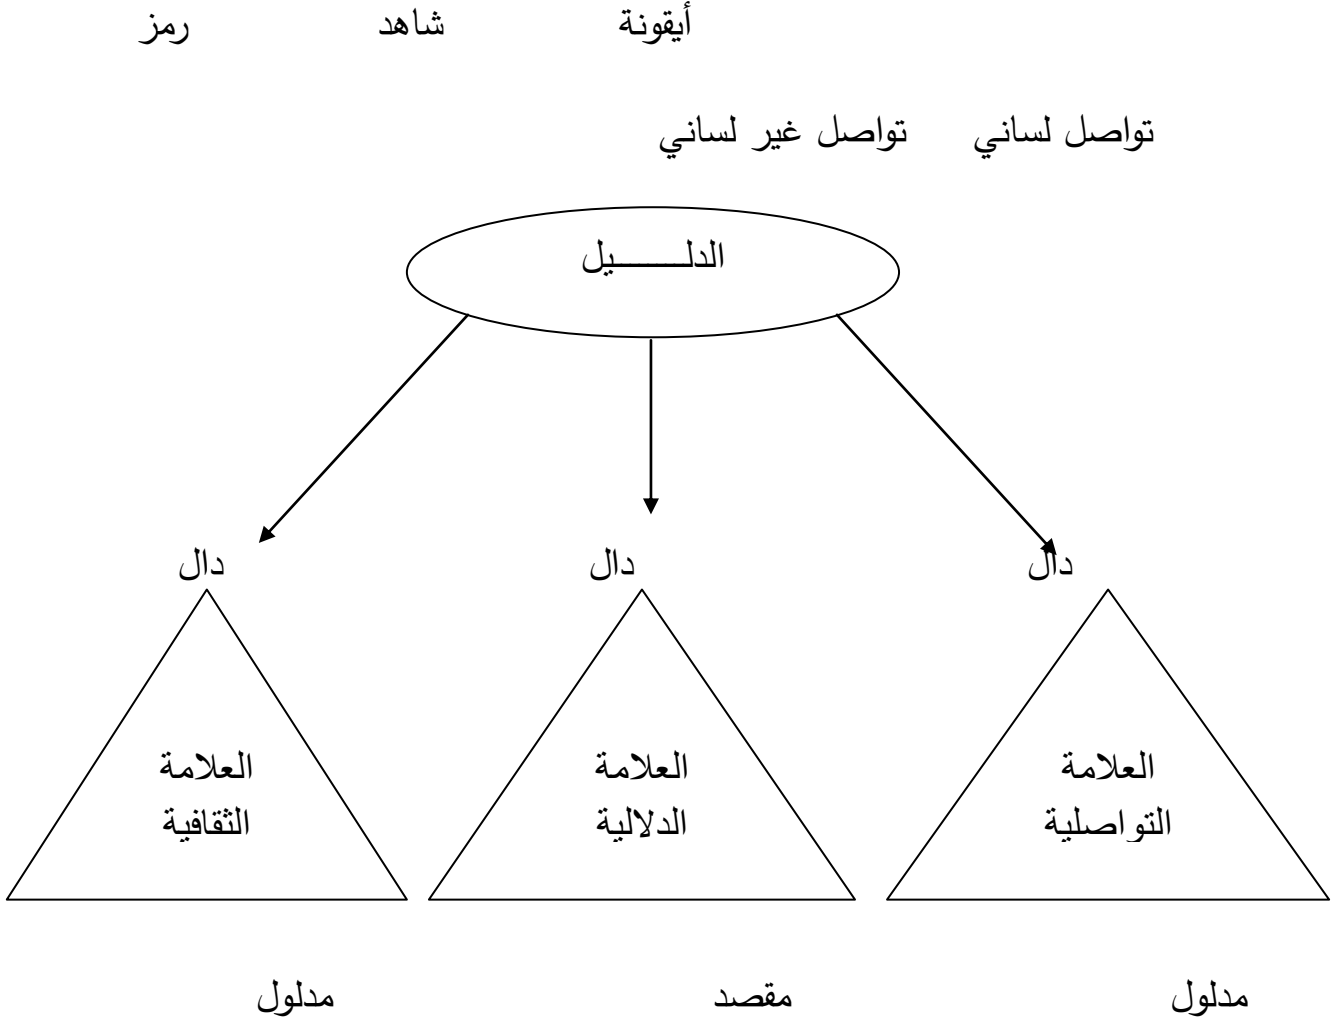 أيقونة شاهد رمز
تواصل لساني تواصل غير لساني
الدلـــــــيل
دال دال دال
العلامة العلامة العلامة
التواصلية الدلالية الثقافية
مدلول مقصد مدلول